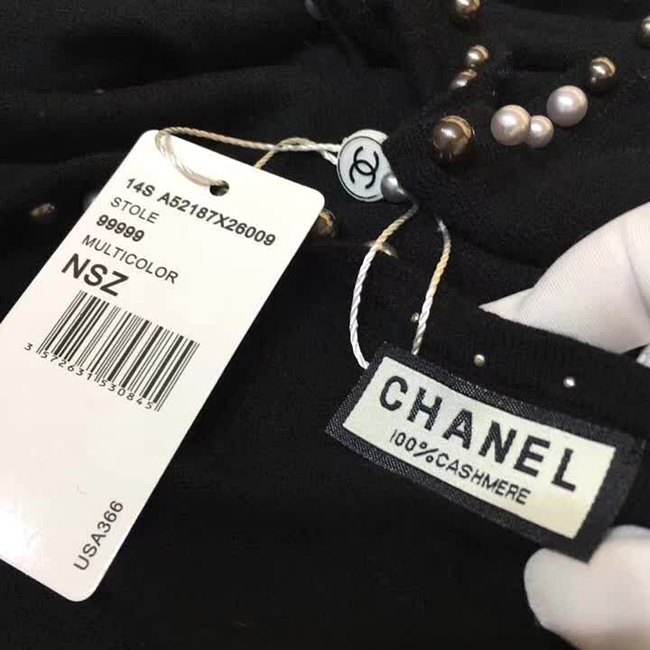 14S A52187X26009
STOLE
99999
MULTICOLOR
NSZ
3 572631 530845
USA366
CHANEL
100% CASHMERE